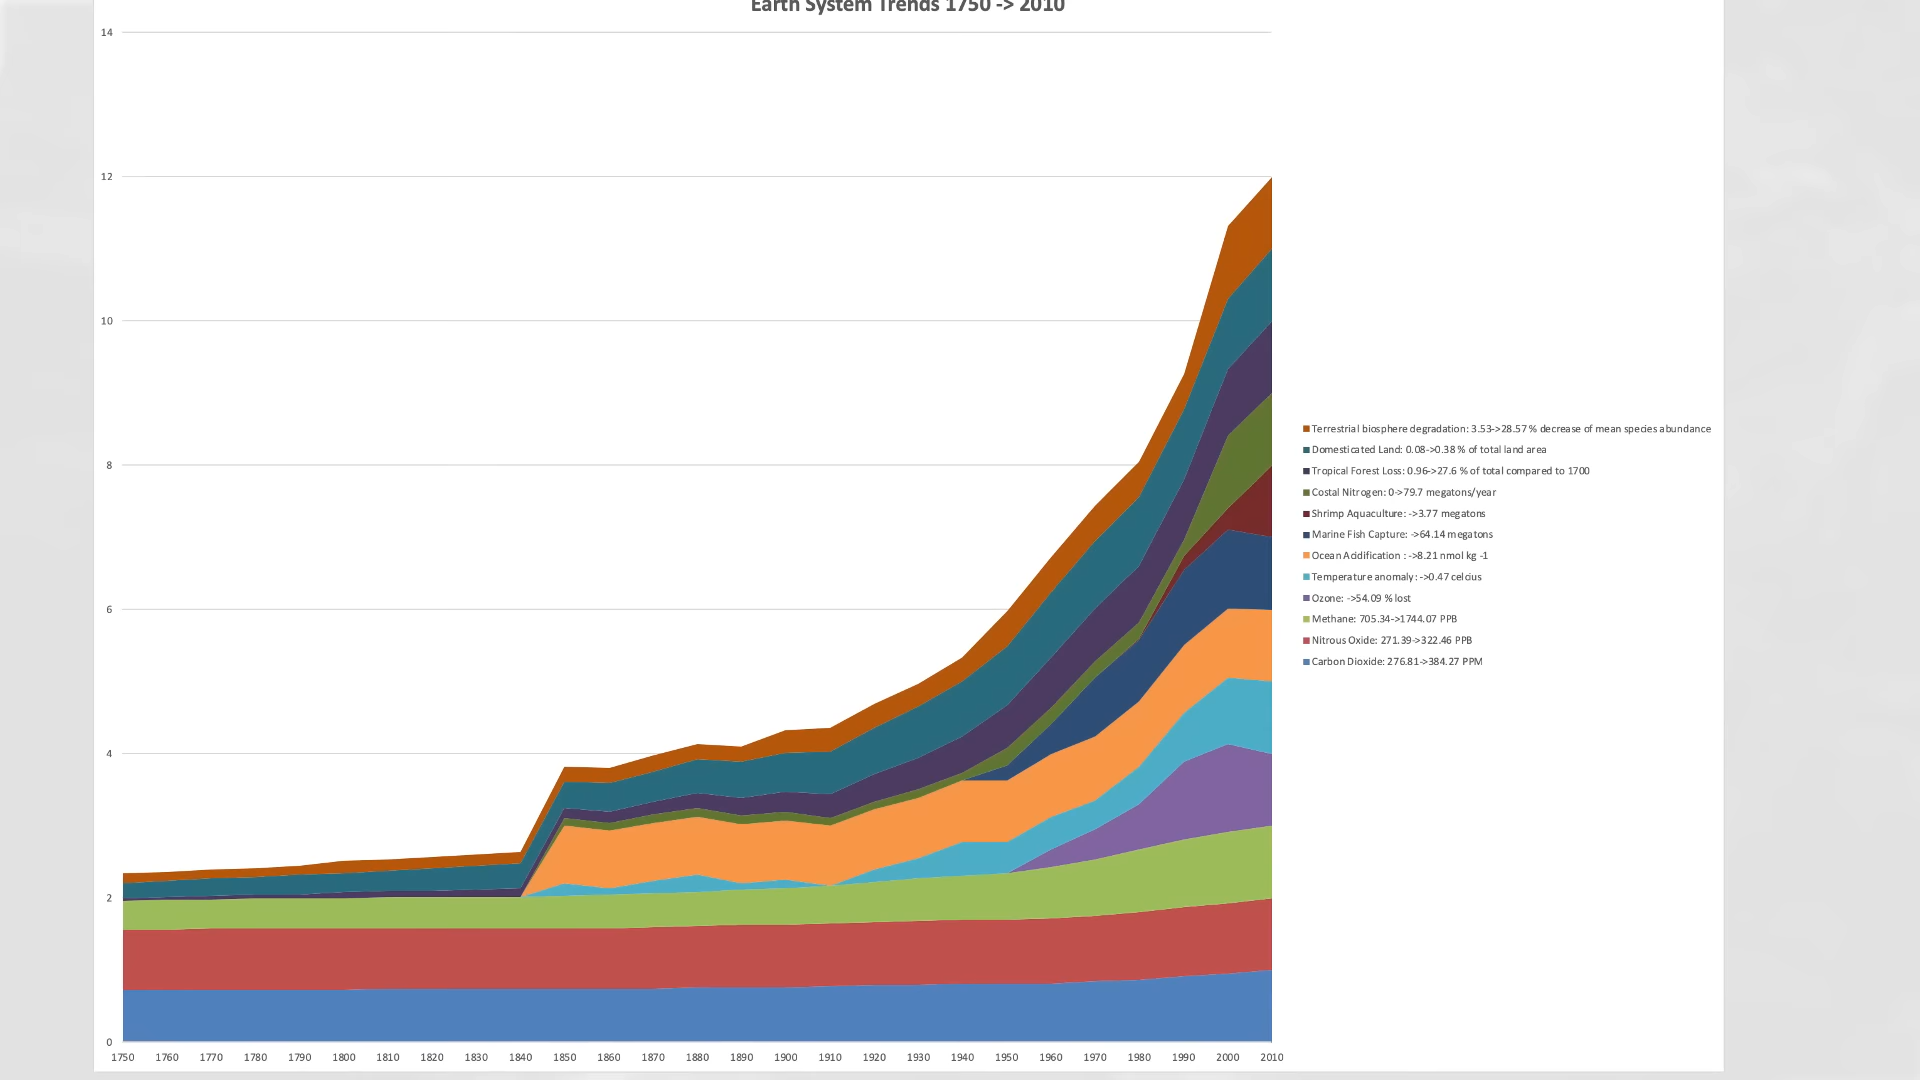 Earth System Trends 1750 -> 2010
14
12
10
8
6
4
2
0
1750 1760 1770 1780 1790 1800 1810 1820 1830 1840 1850 1860 1870 1880 1890 1900 1910 1920 1930 1940 1950 1960 1970 1980 1990 2000 2010
Terrestrial biosphere degradation: 3.53->28.57 % decrease of mean species abundance
Domesticated Land: 0.08->0.38 % of total land area
Tropical Forest Loss: 0.96->27.6 % of total compared to 1700
Costal Nitrogen: 0->79.7 megatons/year
Shrimp Aquaculture: ->3.77 megatons
Marine Fish Capture: ->64.14 megatons
Ocean Acidification : ->8.21 nmol kg -1
Temperature anomaly: ->0.47 celcius
Ozone: ->54.09 % lost
Methane: 705.34->1744.07 PPB
Nitrous Oxide: 271.39->322.46 PPB
Carbon Dioxide: 276.81->384.27 PPM